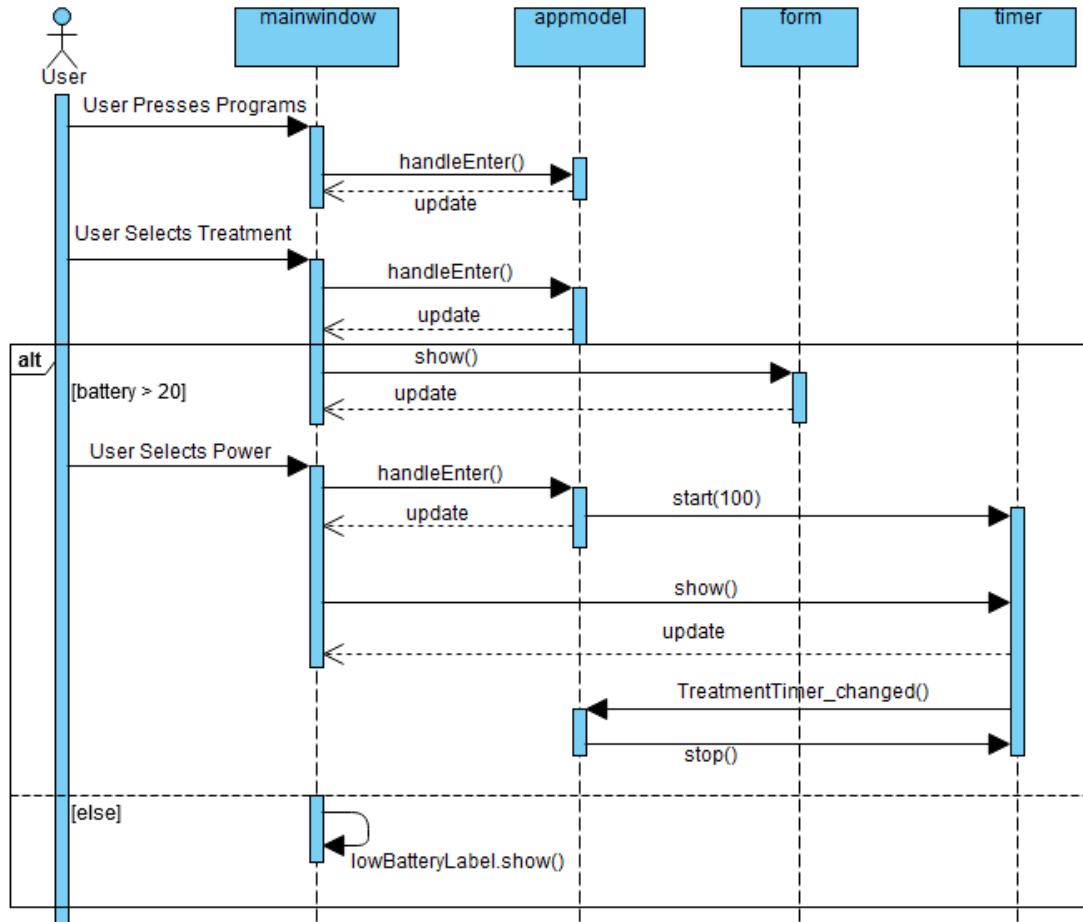 mainwindow
appmodel
form
timer
User
User Presses Programs
handleEnter()
update
User Selects Treatment
handleEnter()
update
alt
show()
[battery > 20]
update
User Selects Power
handleEnter()
start(100)
update
show()
update
TreatmentTimer_changed()
stop()
[else]
lowBatteryLabel.show()